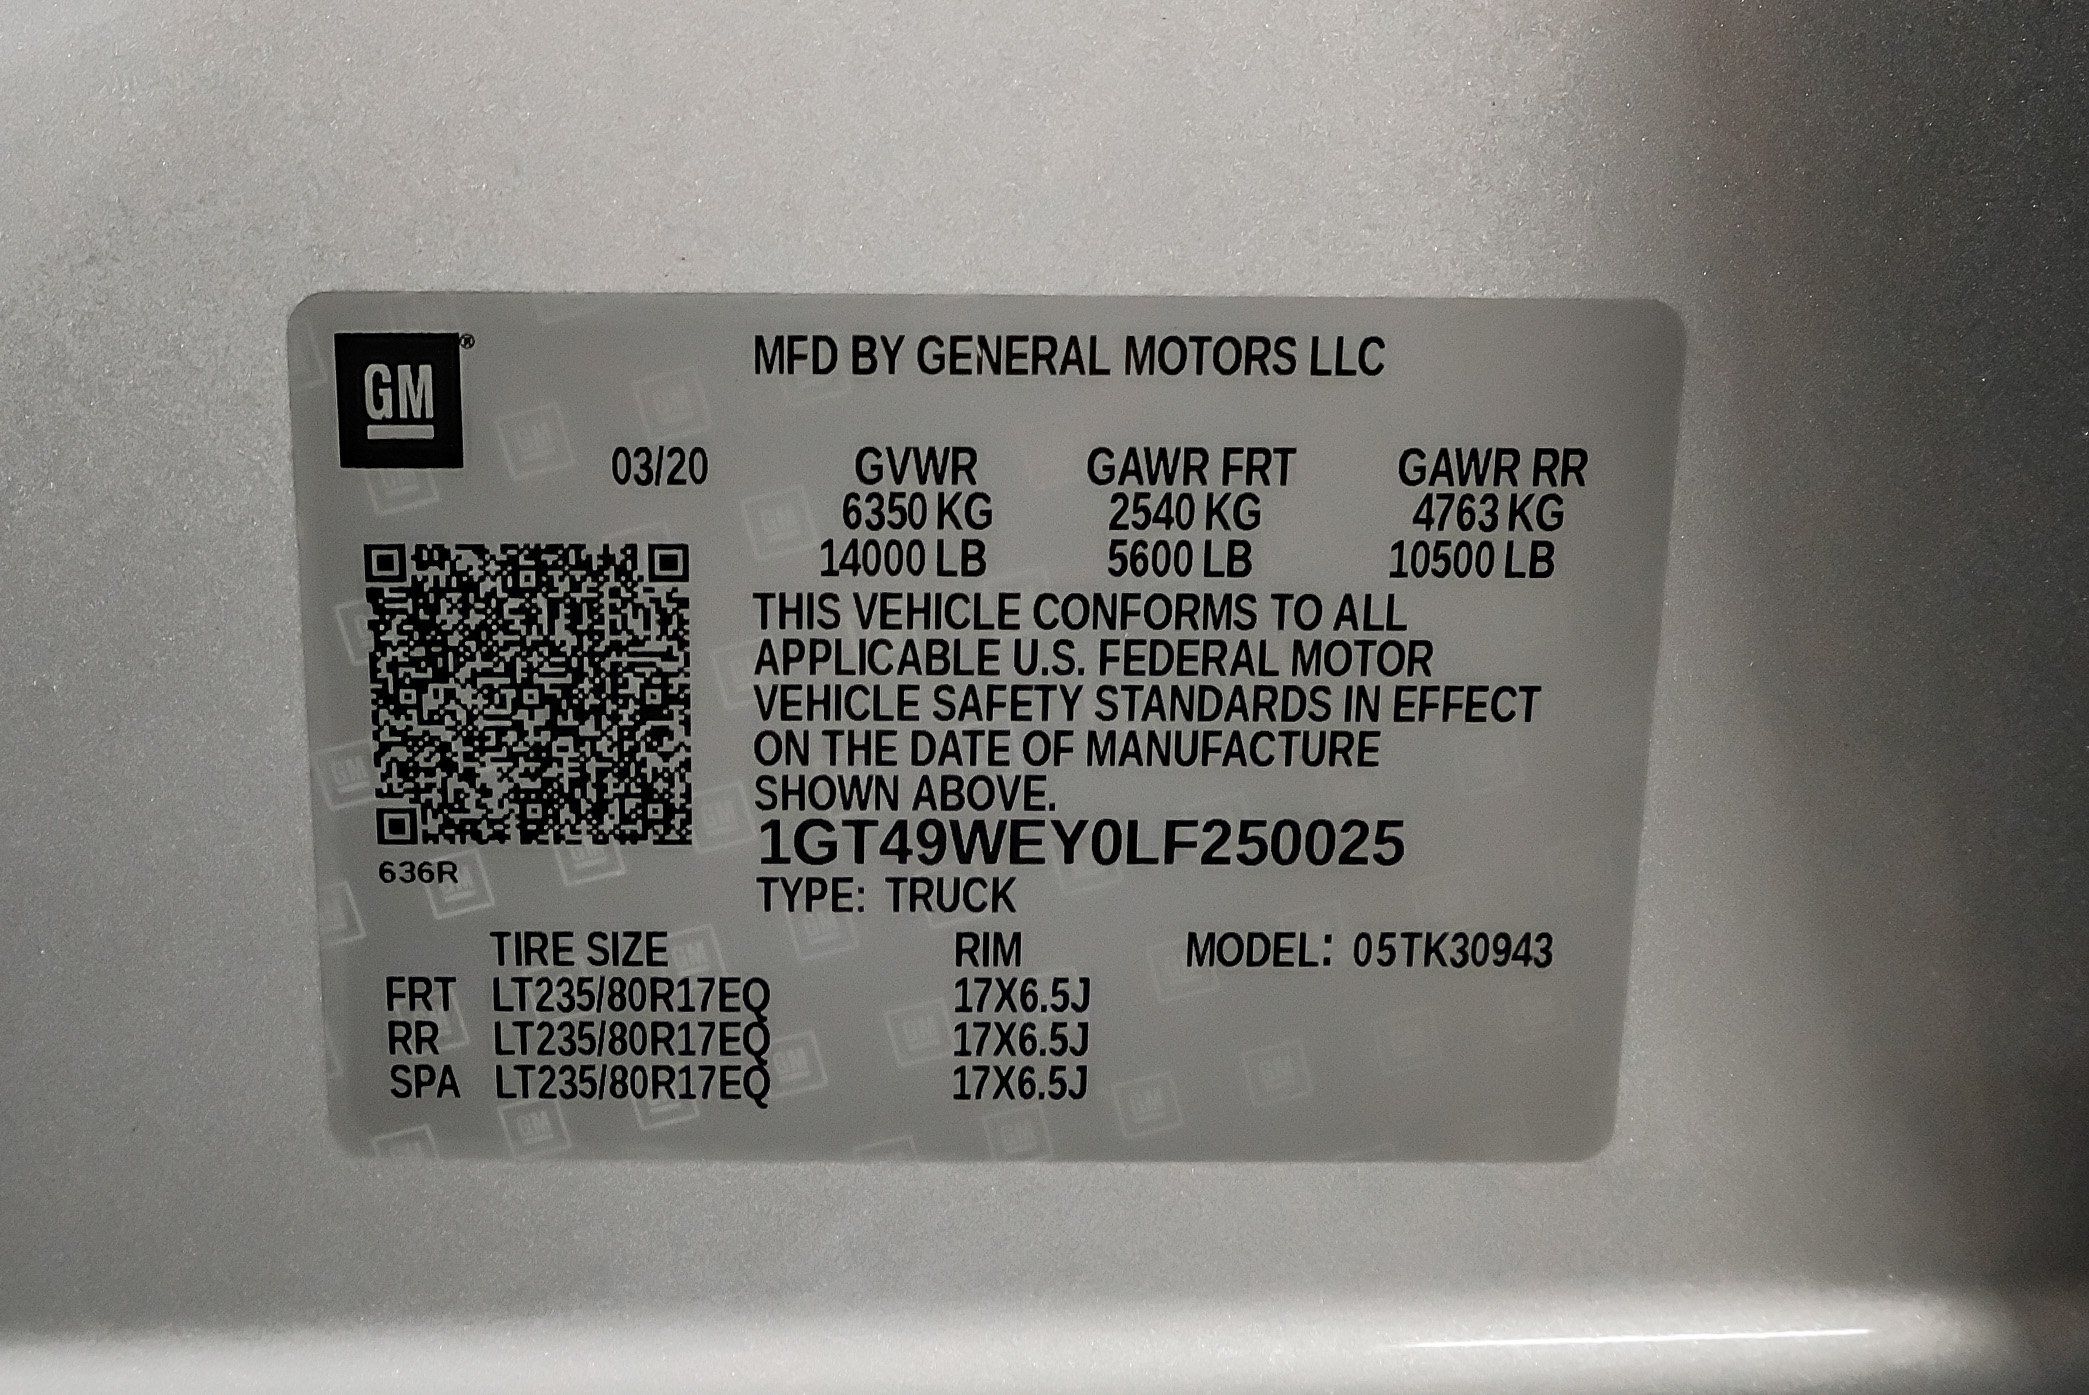 GM®
MFD BY GENERAL MOTORS LLC
03/20 GVWR GAWR FRT GAWR RR
6350 KG 2540 KG 4763 KG
14000 LB 5600 LB 10500 LB
THIS VEHICLE CONFORMS TO ALL
APPLICABLE U.S. FEDERAL MOTOR
VEHICLE SAFETY STANDARDS IN EFFECT
ON THE DATE OF MANUFACTURE
SHOWN ABOVE.
1GT49WEY0LF250025
636R
TYPE: TRUCK
TIRE SIZE RIM MODEL: 05TK30943
FRT LT235/80R17EQ 17X6.5J
RR LT235/80R17EQ 17X6.5J
SPA LT235/80R17EQ 17X6.5J